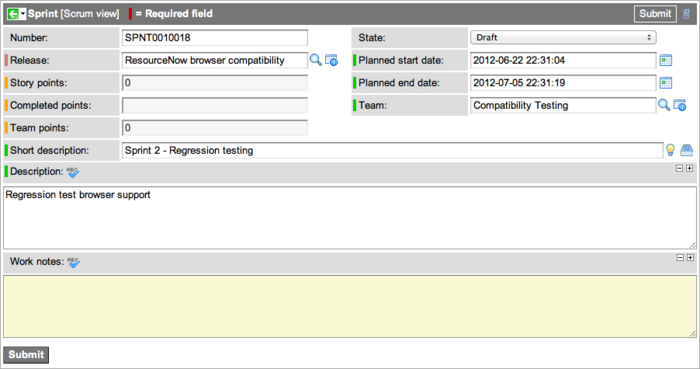 Sprint [Scrum view] = Required field Submit
Number: SPNT0010018 State: Draft
Release: ResourceNow browser compatibility Planned start date: 2012-06-22 22:31:04
Story points: 0 Planned end date: 2012-07-05 22:31:19
Completed points: Team: Compatibility Testing
Team points: 0
Short description: Sprint 2 - Regression testing
Description: ABC
Regression test browser support
Work notes: ABC
Submit